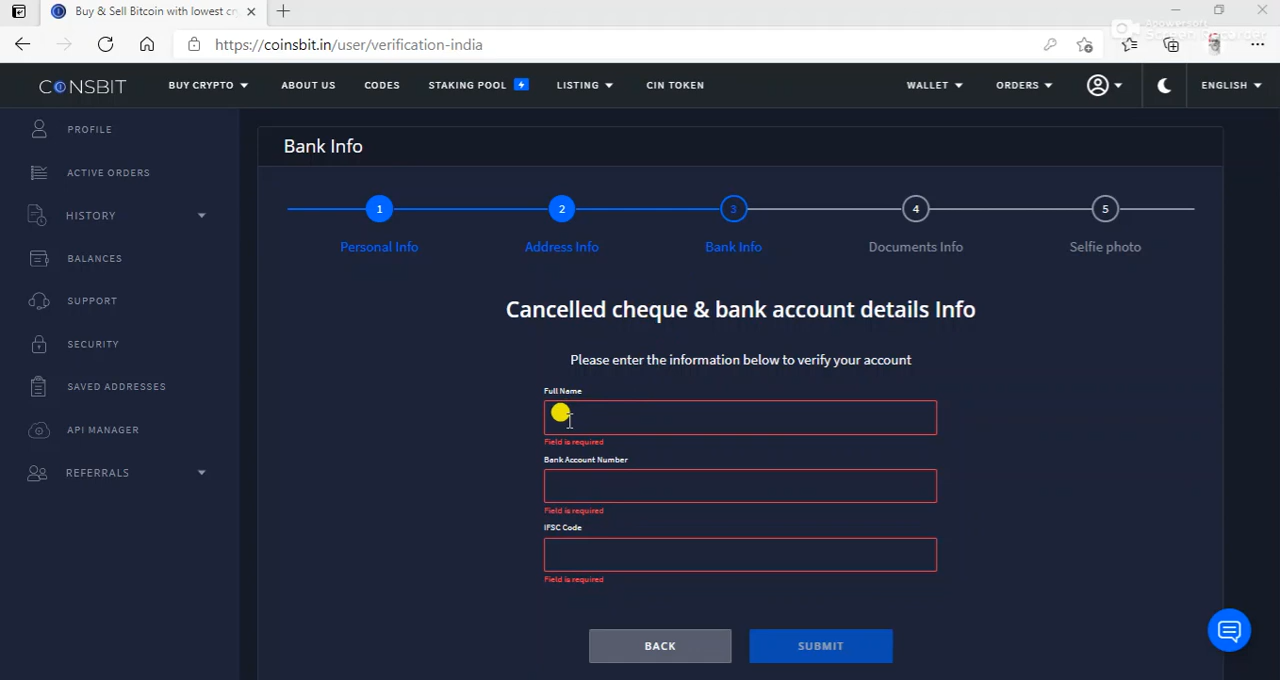 Buy & Sell Bitcoin with lowest cr
https://coinsbit.in/user/verification-india
Apowersoft
Screen Recorder
COINSBIT
BUY CRYPTO
ABOUT US
CODES
STAKING POOL
LISTING
CIN TOKEN
WALLET
ORDERS
ENGLISH
PROFILE
ACTIVE ORDERS
HISTORY
BALANCES
SUPPORT
SECURITY
SAVED ADDRESSES
API MANAGER
REFERRALS
Bank Info
1 2 3 4 5
Personal Info Address Info Bank Info Documents Info Selfie photo
Cancelled cheque & bank account details Info
Please enter the information below to verify your account
Full Name
Field is required
Bank Account Number
Field is required
IFSC Code
Field is required
BACK SUBMIT